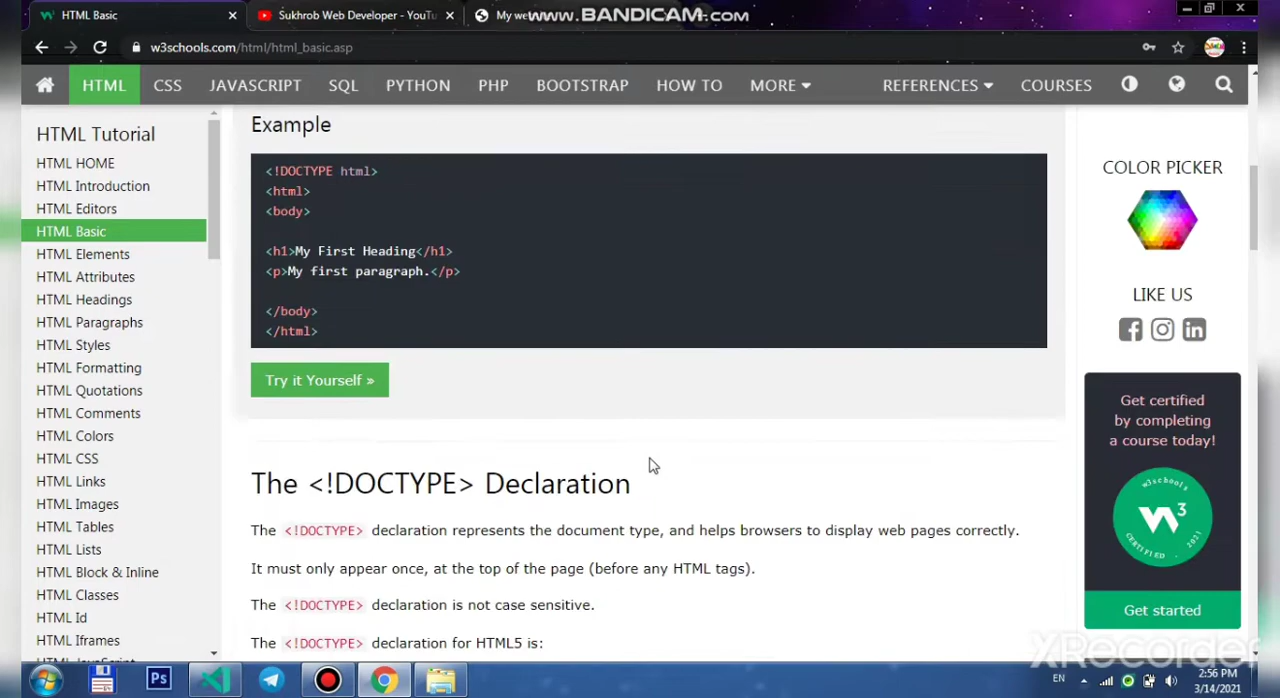 HTML Basic
Sukhrob Web Developer - YouTu
My we
www.BANDICAM.com
w3schools.com/html/html_basic.asp
HTML
CSS
JAVASCRIPT
SQL
PYTHON
PHP
BOOTSTRAP
HOW TO
MORE
REFERENCES
COURSES
HTML Tutorial
HTML HOME
HTML Introduction
HTML Editors
HTML Basic
HTML Elements
HTML Attributes
HTML Headings
HTML Paragraphs
HTML Styles
HTML Formatting
HTML Quotations
HTML Comments
HTML Colors
HTML CSS
HTML Links
HTML Images
HTML Tables
HTML Lists
HTML Block & Inline
HTML Classes
HTML Id
HTML Iframes
HTML JavaScript
Example
<!DOCTYPE html>
<html>
<body>
<h1>My First Heading</h1>
<p>My first paragraph.</p>
</body>
</html>
Try it Yourself »
The <!DOCTYPE> Declaration
The <!DOCTYPE> declaration represents the document type, and helps browsers to display web pages correctly.
It must only appear once, at the top of the page (before any HTML tags).
The <!DOCTYPE> declaration is not case sensitive.
The <!DOCTYPE> declaration for HTML5 is:
COLOR PICKER
LIKE US
Get certified
by completing
a course today!
w3schools
W3
CERTIFIED . 2021
Get started
XRecorder
Ps
EN
2:56 PM
3/14/2021